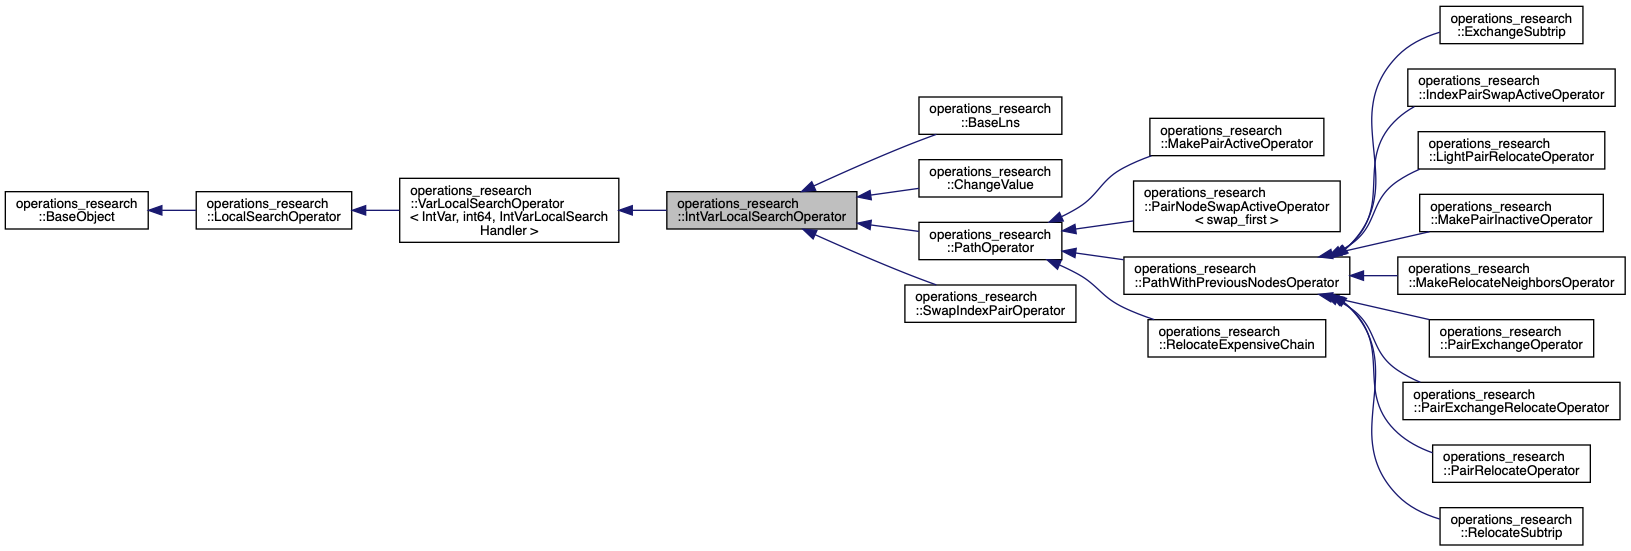 operations_research
::BaseObject
operations_research
::LocalSearchOperator
operations_research
::VarLocalSearchOperator
< IntVar, int64, IntVarLocalSearch
Handler >
operations_research
::IntVarLocalSearchOperator
operations_research
::BaseLns
operations_research
::ChangeValue
operations_research
::PathOperator
operations_research
::SwapIndexPairOperator
operations_research
::MakePairActiveOperator
operations_research
::PairNodeSwapActiveOperator
< swap_first >
operations_research
::PathWithPreviousNodesOperator
operations_research
::RelocateExpensiveChain
operations_research
::ExchangeSubtrip
operations_research
::IndexPairSwapActiveOperator
operations_research
::LightPairRelocateOperator
operations_research
::MakePairInactiveOperator
operations_research
::MakeRelocateNeighborsOperator
operations_research
::PairExchangeOperator
operations_research
::PairExchangeRelocateOperator
operations_research
::PairRelocateOperator
operations_research
::RelocateSubtrip